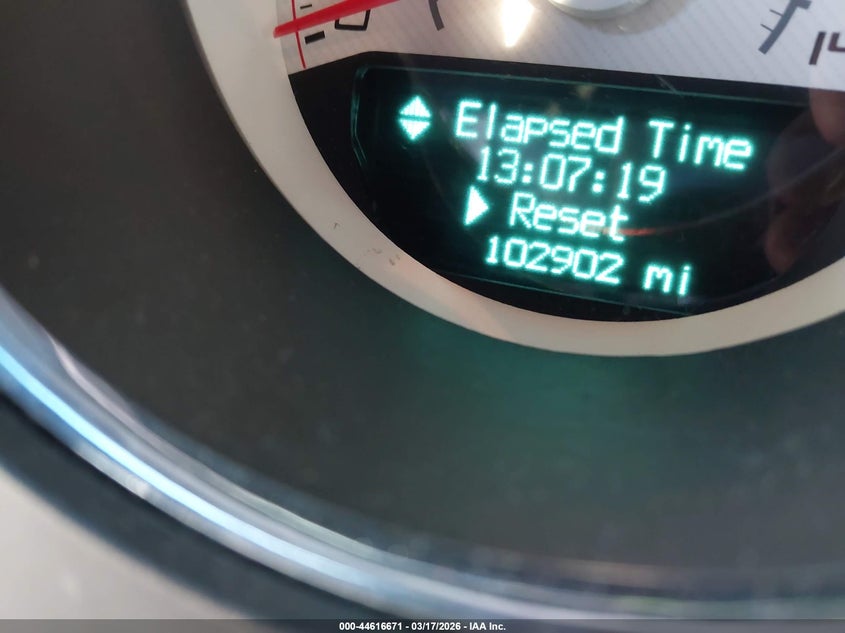 Elapsed Time
13:07:19
Reset
102902 mi
000-44616671 - 03/17/2026 - IAA Inc.